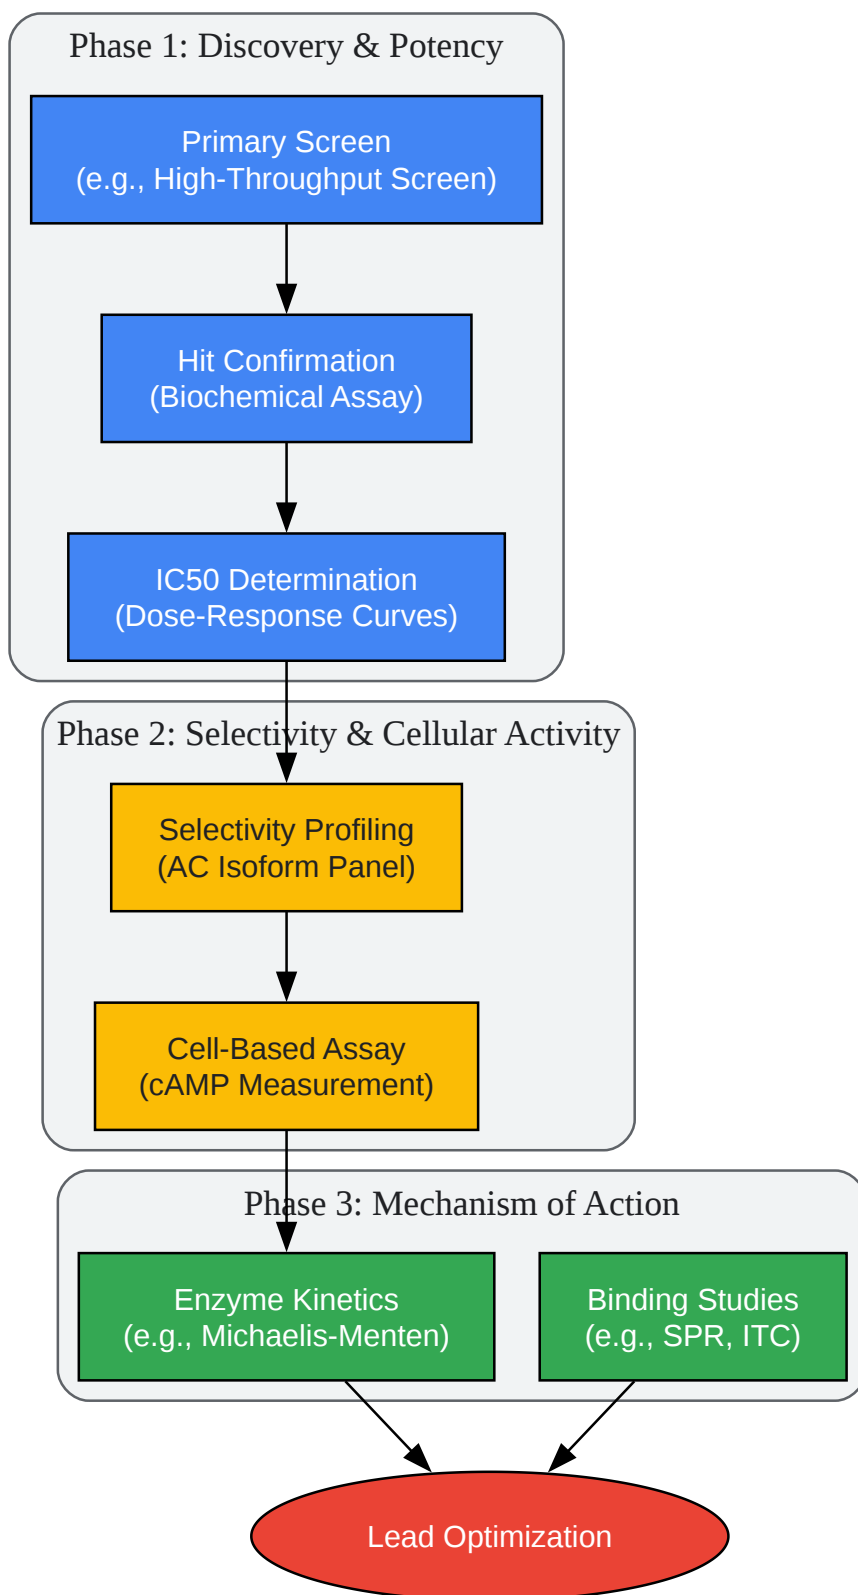 Phase 1: Discovery & Potency
Primary Screen
(e.g., High-Throughput Screen)
Hit Confirmation
(Biochemical Assay)
IC50 Determination
(Dose-Response Curves)
Phase 2: Selectivity & Cellular Activity
Selectivity Profiling
(AC Isoform Panel)
Cell-Based Assay
(cAMP Measurement)
Phase 3: Mechanism of Action
Enzyme Kinetics
(e.g., Michaelis-Menten)
Binding Studies
(e.g., SPR, ITC)
Lead Optimization